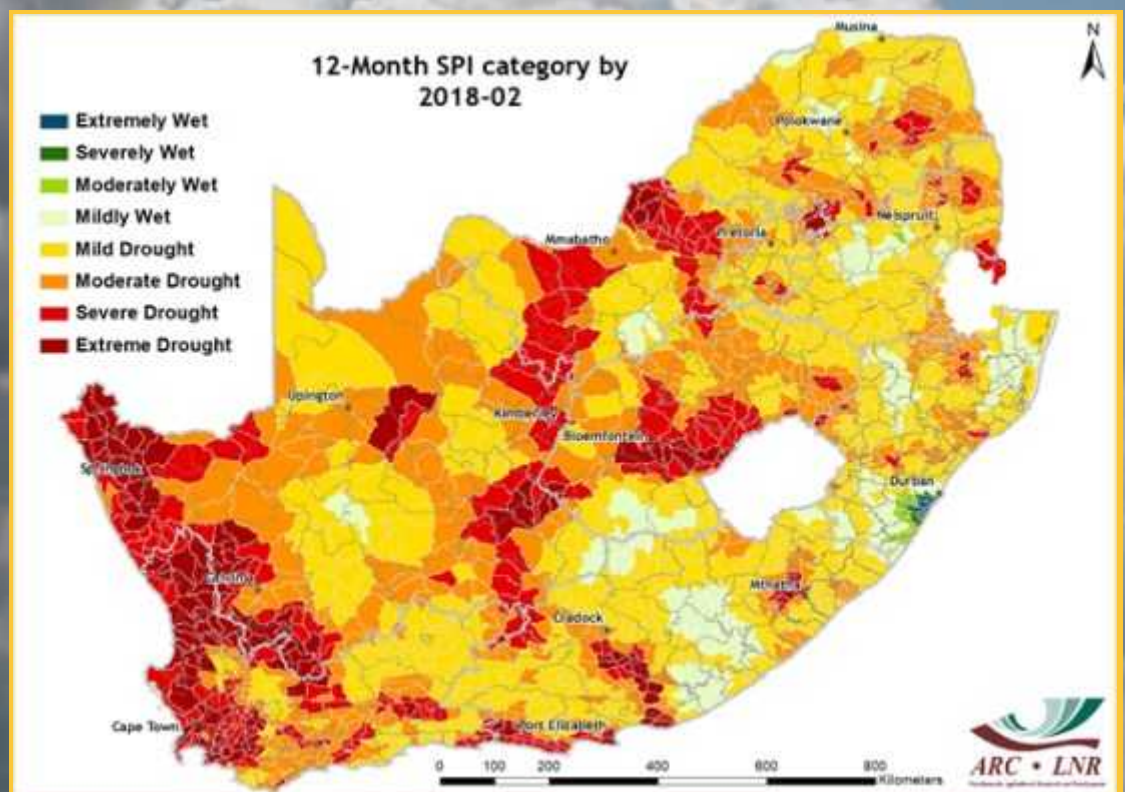 12-Month SPI category by
2018-02
N
Extremely Wet
Severely Wet
Moderately Wet
Mildly Wet
Mild Drought
Moderate Drought
Severe Drought
Extreme Drought
Musina
Polokwane
Nelspruit
Pretoria
Mmabatho
Upington
Kimberley
Bloemfontein
Durban
Mthatha
Cradock
Cape Town
Port Elizabeth
0 100 200 400 600 800
Kilometers
ARC • LNR